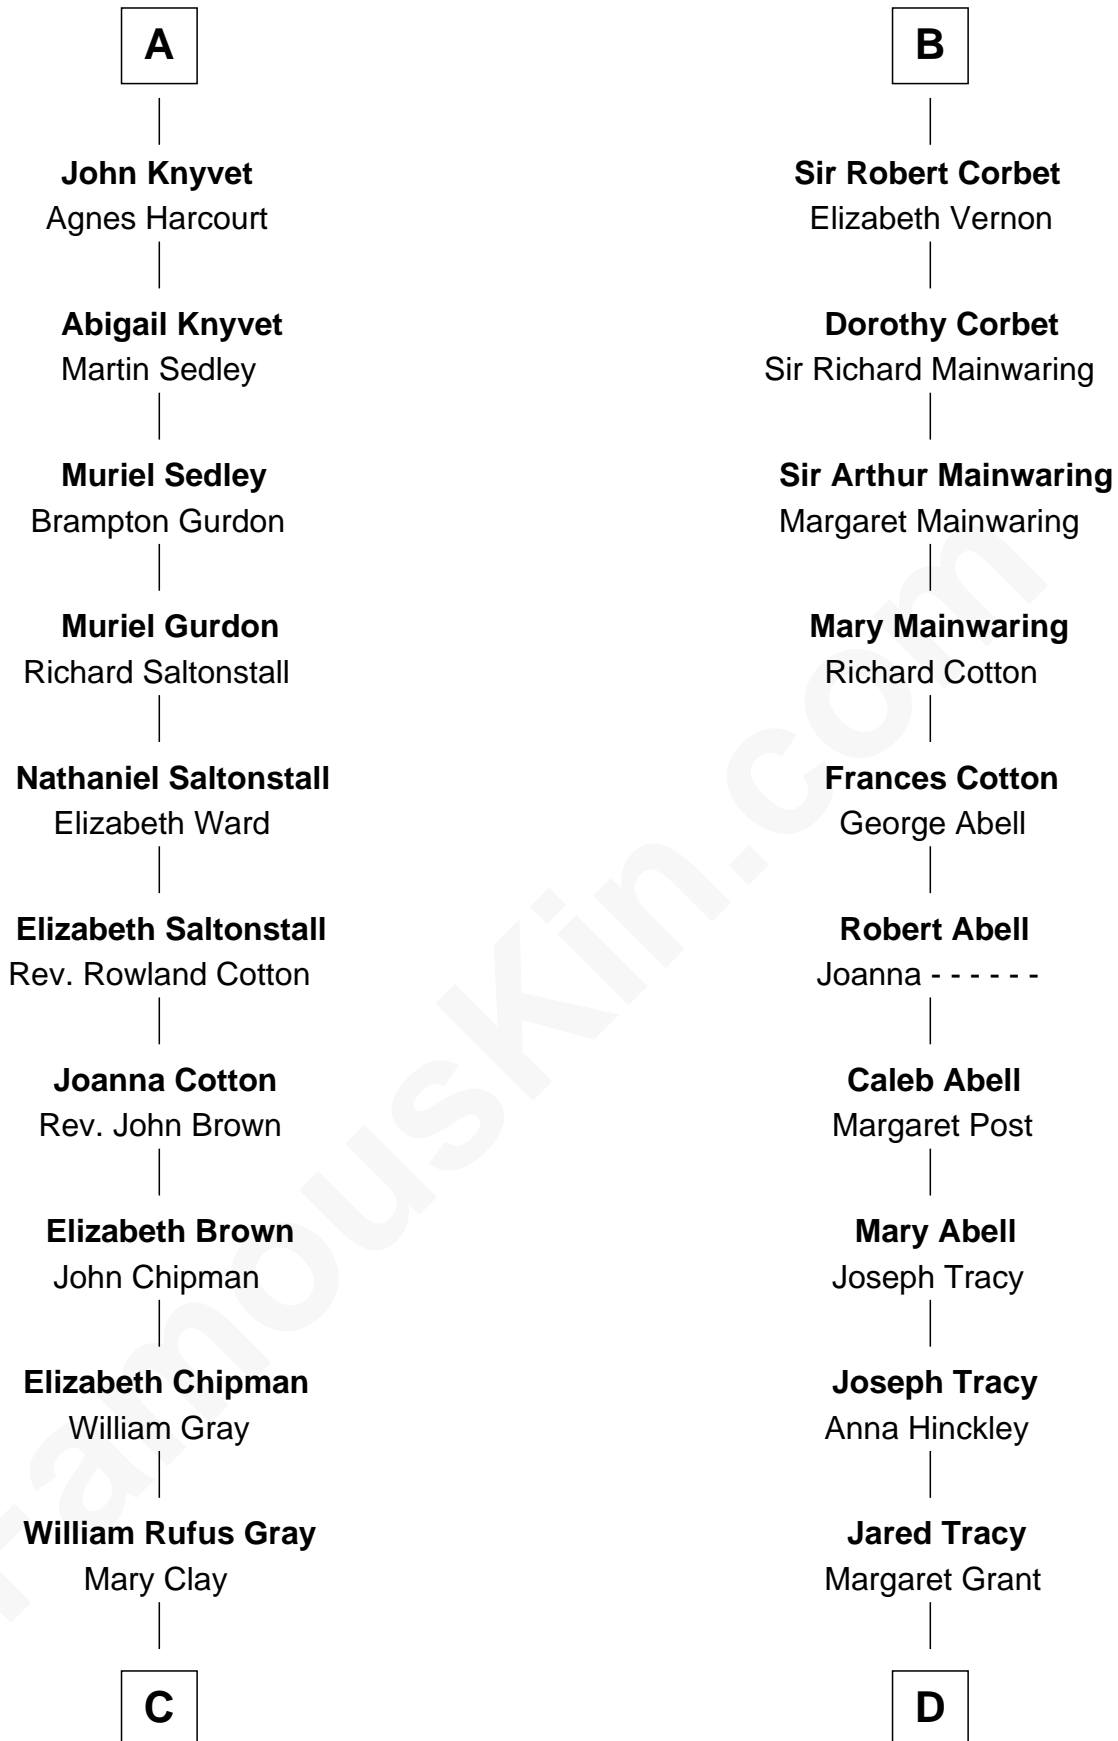 A
John Knyvet
Agnes Harcourt
Abigail Knyvet
Martin Sedley
Muriel Sedley
Brampton Gurdon
Muriel Gurdon
Richard Saltonstall
Nathaniel Saltonstall
Elizabeth Ward
Elizabeth Saltonstall
Rev. Rowland Cotton
Joanna Cotton
Rev. John Brown
Elizabeth Brown
John Chipman
Elizabeth Chipman
William Gray
William Rufus Gray
Mary Clay
C
B
Sir Robert Corbet
Elizabeth Vernon
Dorothy Corbet
Sir Richard Mainwaring
Sir Arthur Mainwaring
Margaret Mainwaring
Mary Mainwaring
Richard Cotton
Frances Cotton
George Abell
Robert Abell
Joanna - - - - - -
Caleb Abell
Margaret Post
Mary Abell
Joseph Tracy
Joseph Tracy
Anna Hinckley
Jared Tracy
Margaret Grant
D
FamousKin.com